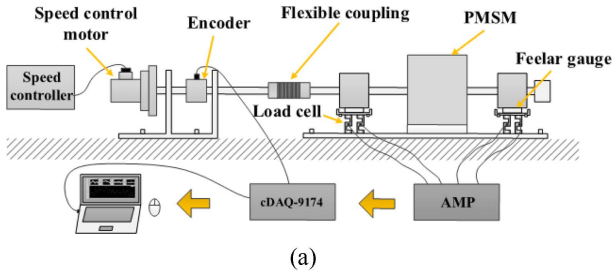 Speed control
motor
Encoder
Flexible coupling
PMSM
Feelar gauge
Speed
controller
Load cell
cDAQ-9174
AMP
(a)